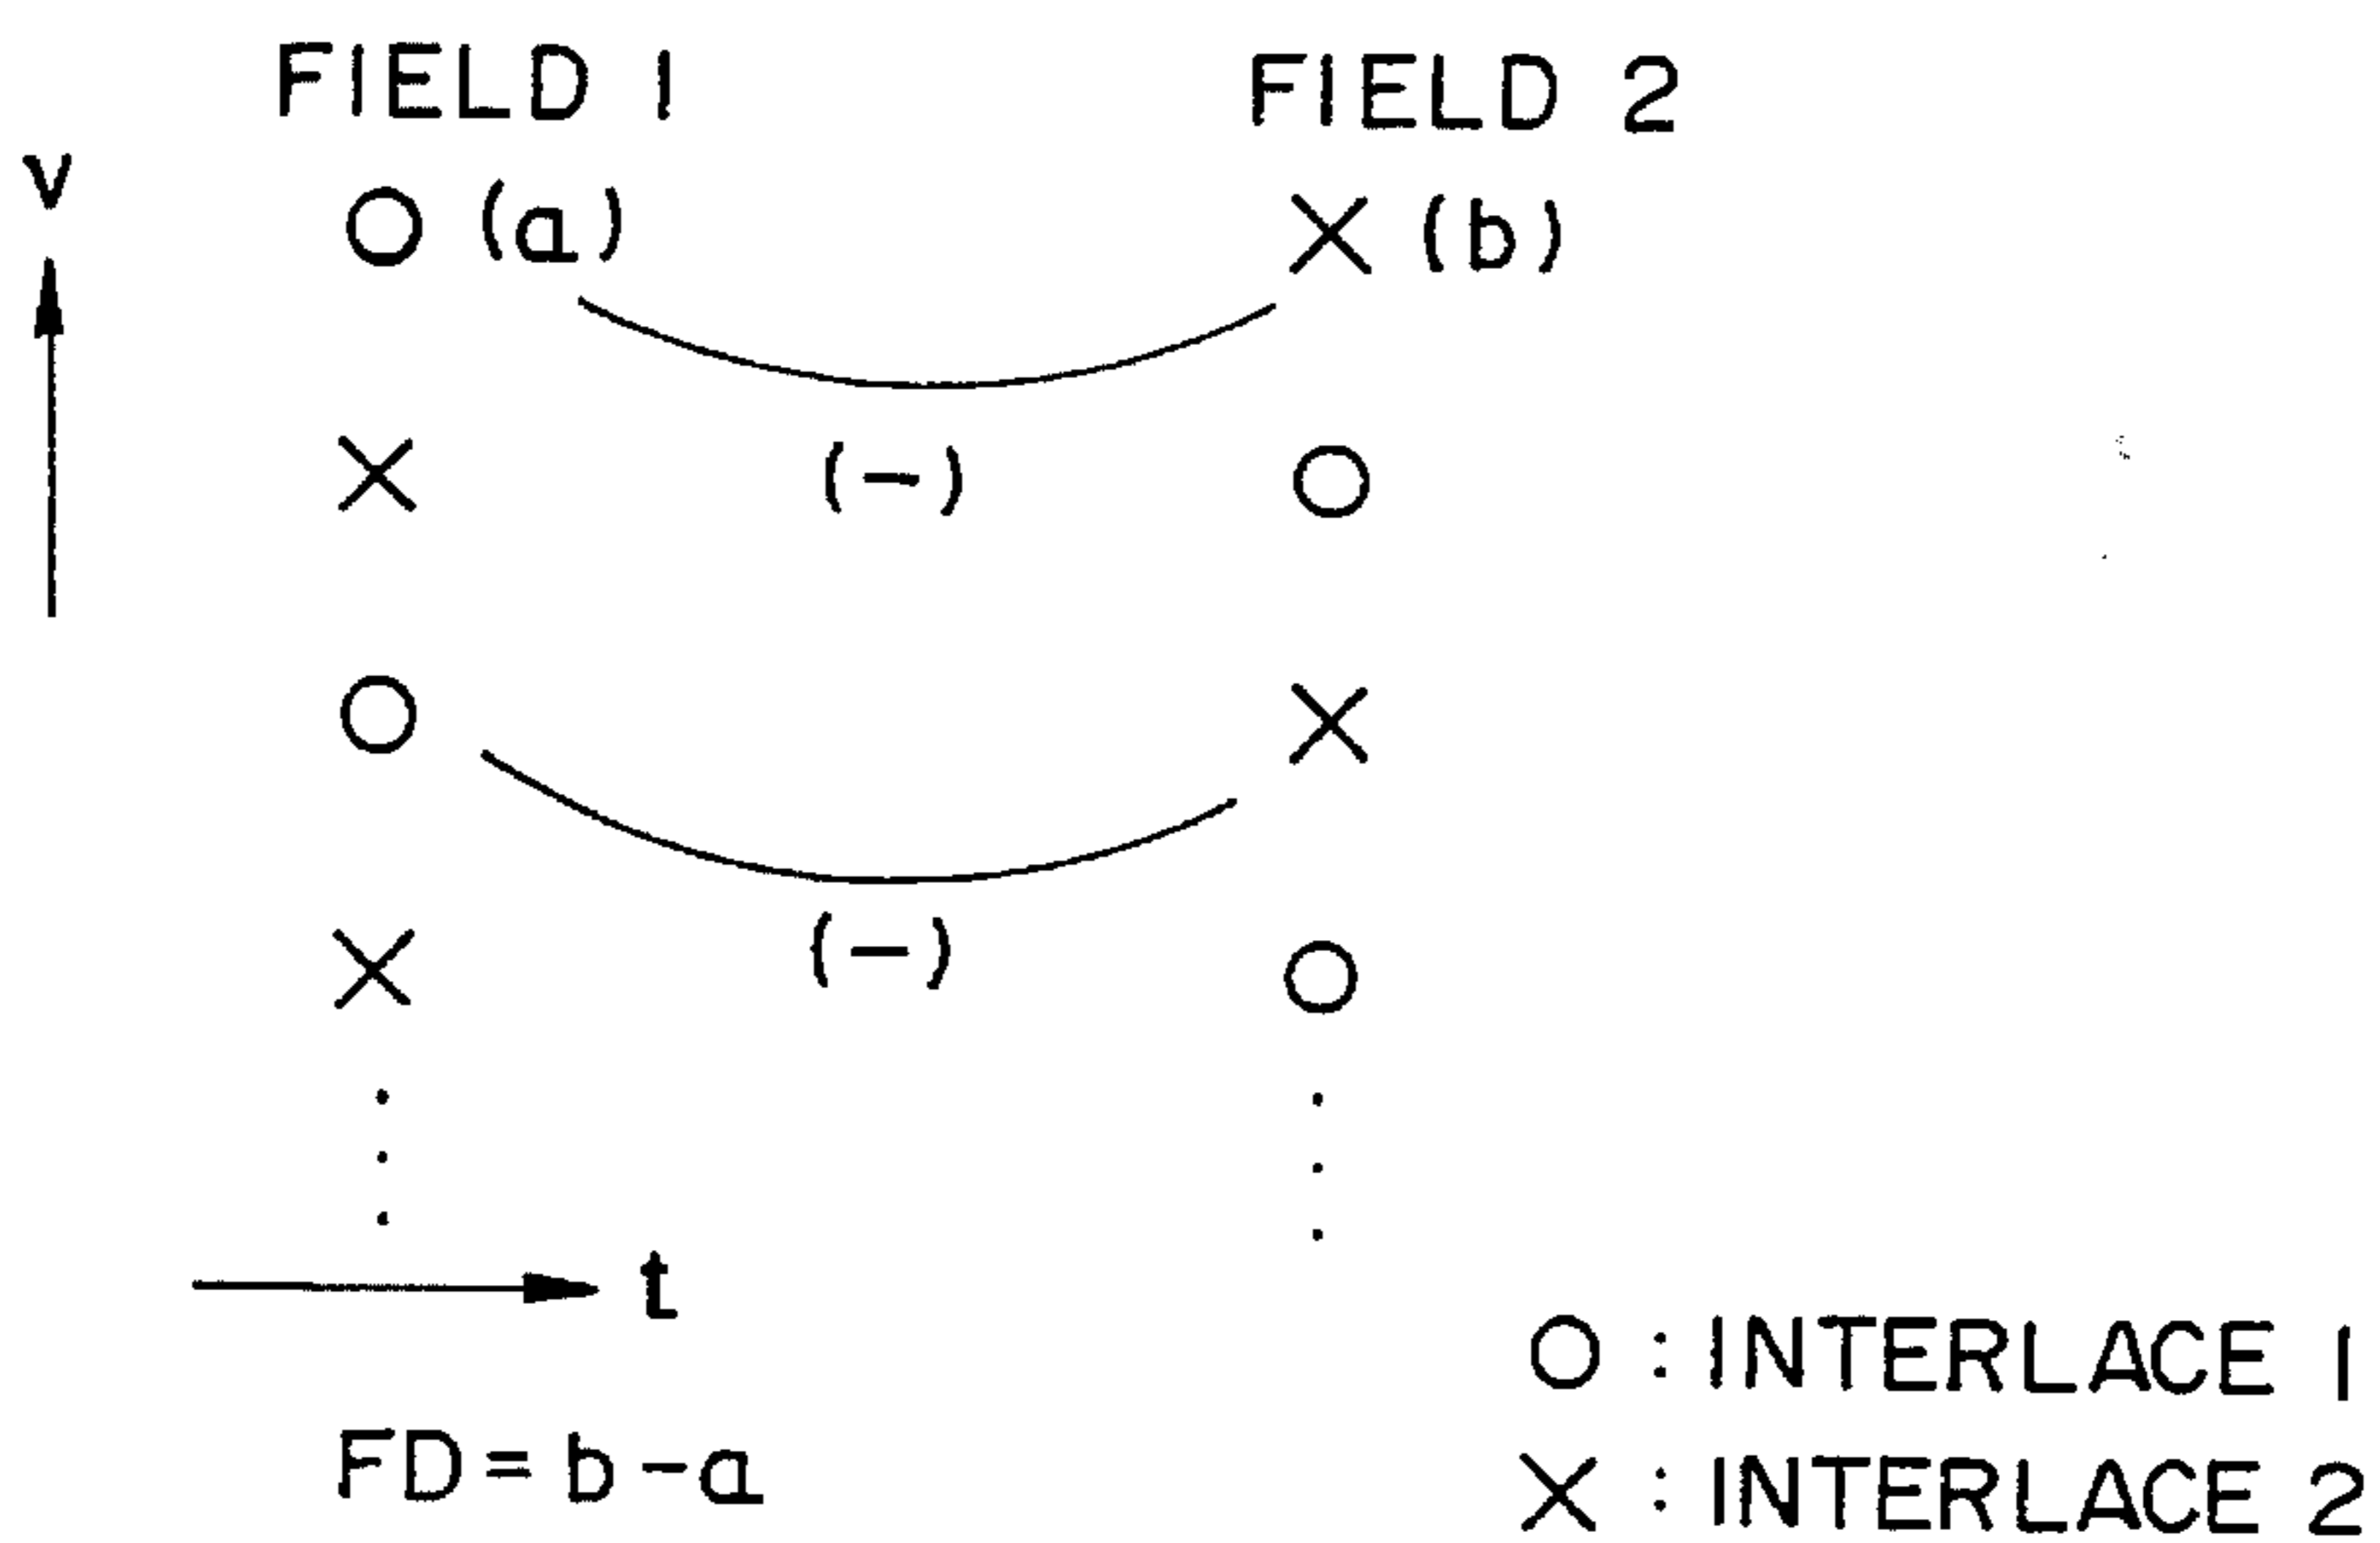 FIELD 1 FIELD 2
v
(a) (b)
(-)
(-)
t
O : INTERLACE 1
FD = b - a
X : INTERLACE 2